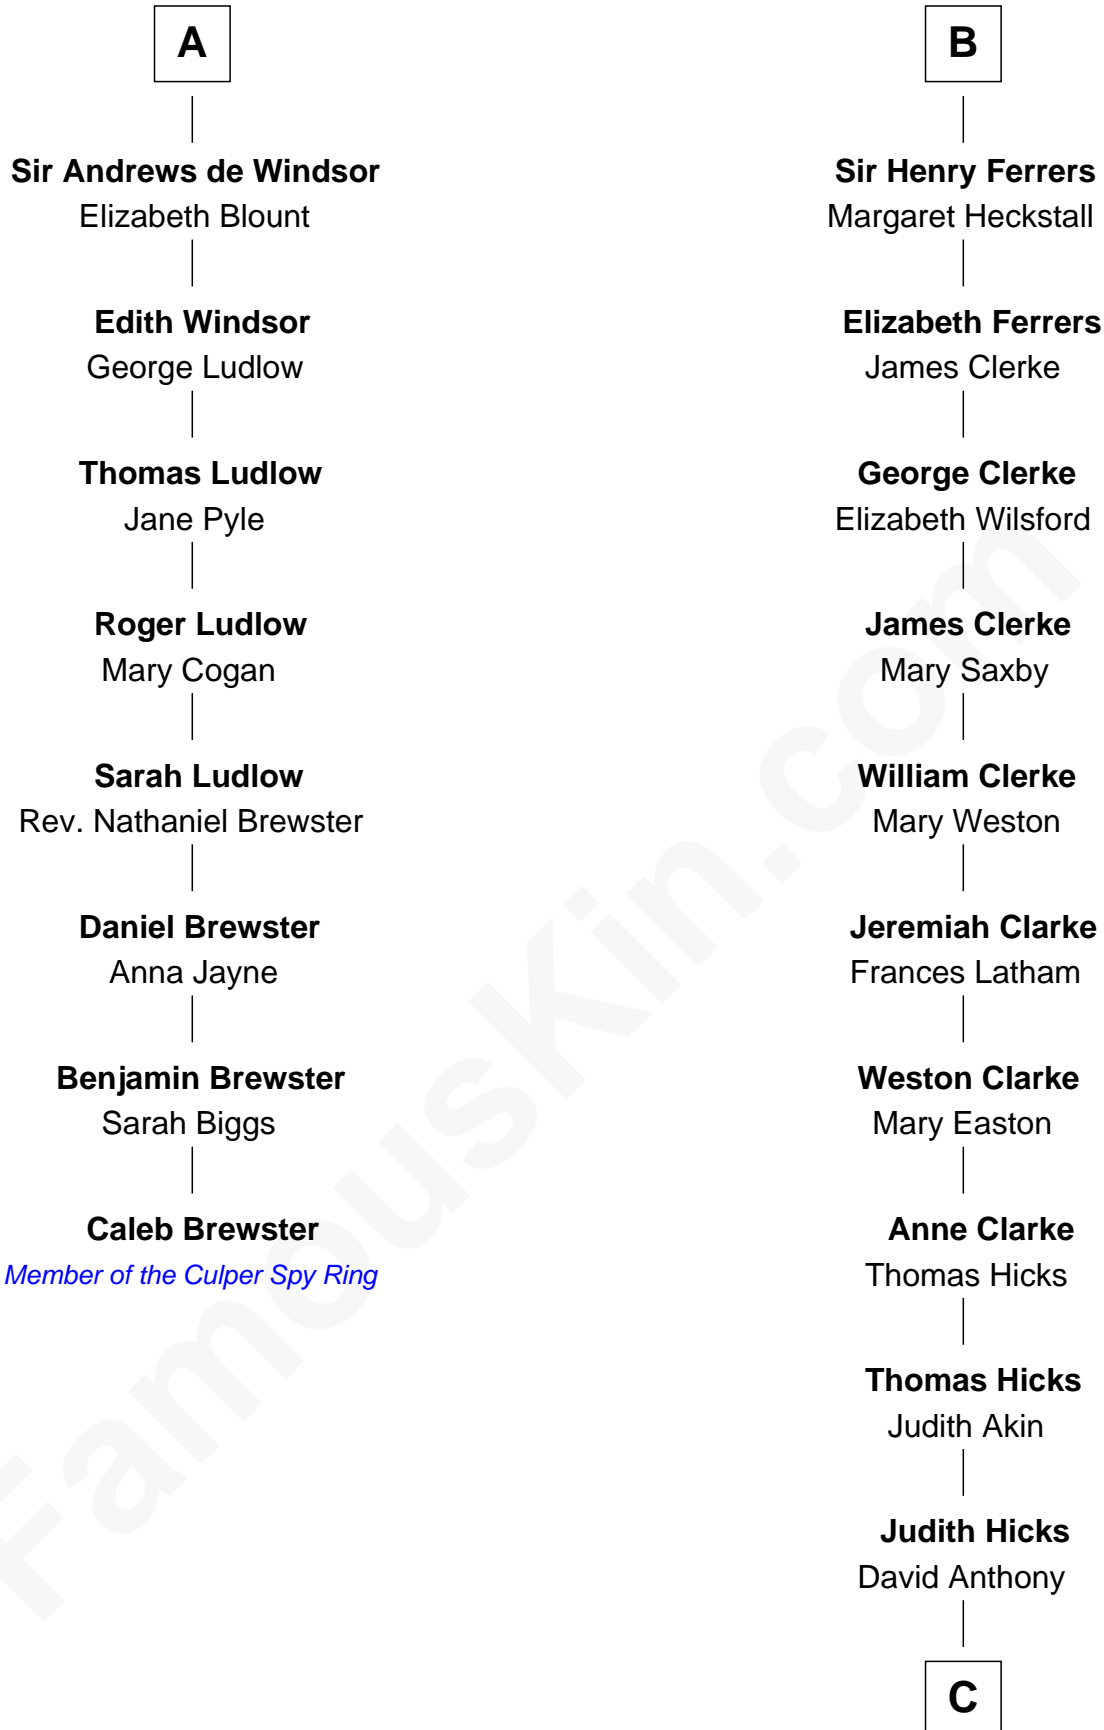 A
Sir Andrews de Windsor
Elizabeth Blount
Edith Windsor
George Ludlow
Thomas Ludlow
Jane Pyle
Roger Ludlow
Mary Cogan
Sarah Ludlow
Rev. Nathaniel Brewster
Daniel Brewster
Anna Jayne
Benjamin Brewster
Sarah Biggs
Caleb Brewster
Member of the Culper Spy Ring
B
Sir Henry Ferrers
Margaret Heckstall
Elizabeth Ferrers
James Clerke
George Clerke
Elizabeth Wilsford
James Clerke
Mary Saxby
William Clerke
Mary Weston
Jeremiah Clarke
Frances Latham
Weston Clarke
Mary Easton
Anne Clarke
Thomas Hicks
Thomas Hicks
Judith Akin
Judith Hicks
David Anthony
C
FamousKin.com